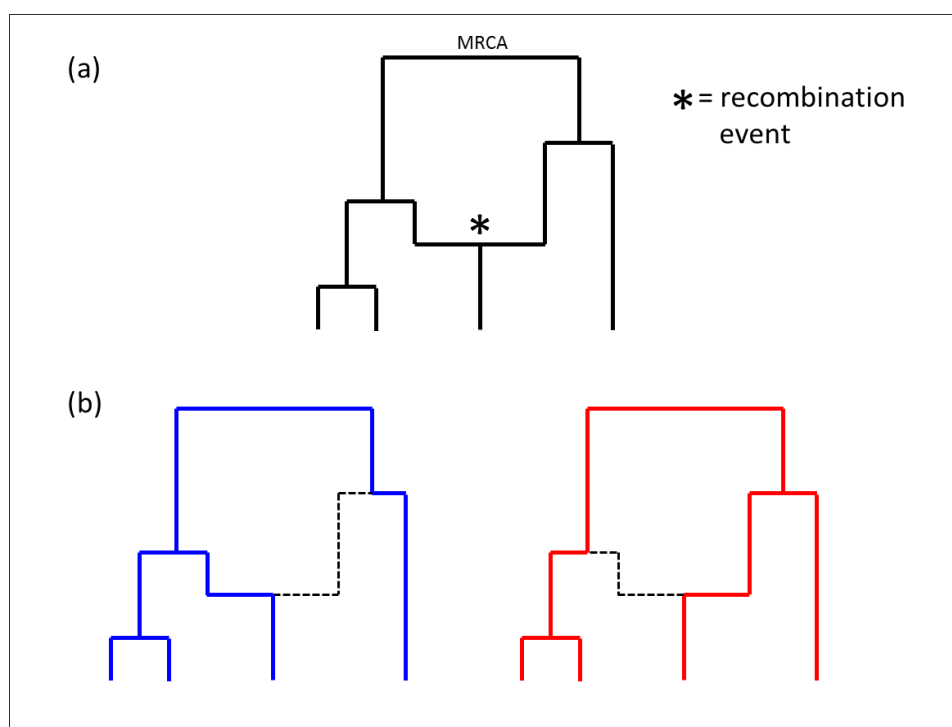 MRCA
(a)
* = recombination
event
*
(b)